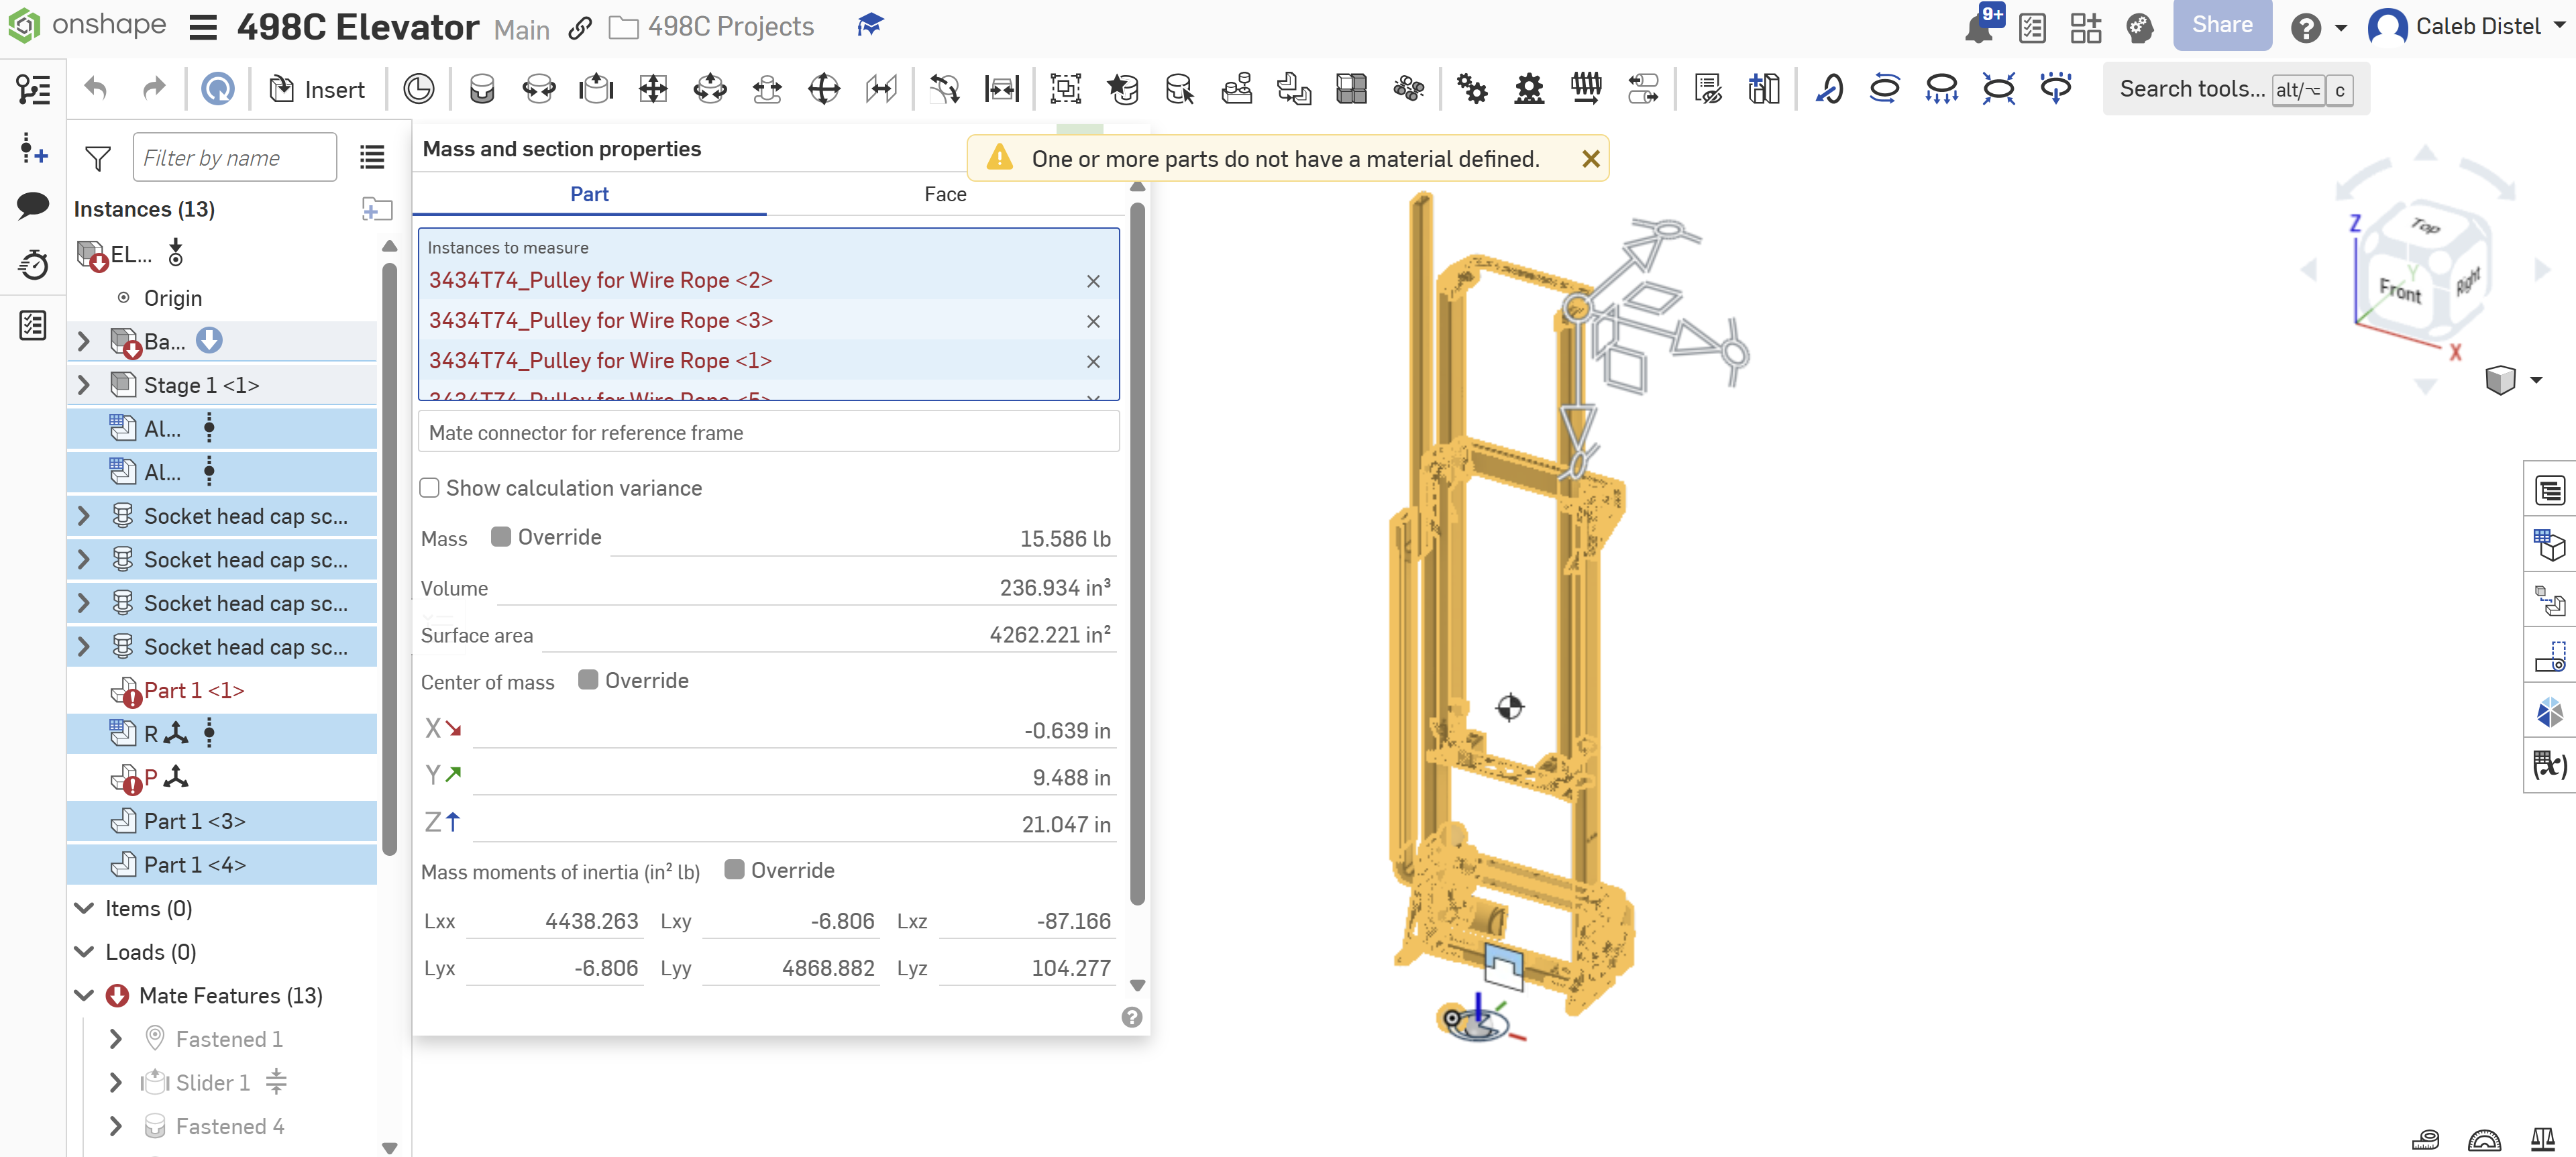 onshape 498C Elevator Main 498C Projects 9+ Share Caleb Distel
Insert Search tools... alt/⌥ c
Filter by name
Instances (13)
EL...
Origin
Ba...
Stage 1 <1>
Al...
Al...
Socket head cap sc...
Socket head cap sc...
Socket head cap sc...
Socket head cap sc...
Part 1 <1>
R
P
Part 1 <3>
Part 1 <4>
Items (0)
Loads (0)
Mate Features (13)
Fastened 1
Slider 1
Fastened 4
Mass and section properties
One or more parts do not have a material defined.
Part Face
Instances to measure
3434T74_Pulley for Wire Rope <2>
3434T74_Pulley for Wire Rope <3>
3434T74_Pulley for Wire Rope <1>
3434T74_Pulley for Wire Rope <5>
Mate connector for reference frame
Show calculation variance
Mass Override 15.586 lb
Volume 236.934 in³
Surface area 4262.221 in²
Center of mass Override
X -0.639 in
Y 9.488 in
Z 21.047 in
Mass moments of inertia (in² lb) Override
Lxx 4438.263 Lxy -6.806 Lxz -87.166
Lyx -6.806 Lyy 4868.882 Lyz 104.277
Z
Top
Y
Front
Right
X
(x)